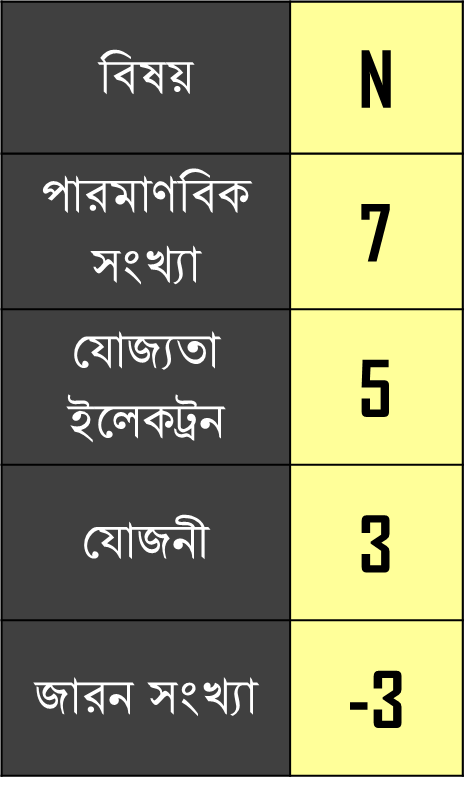 বিষয় N
পারমাণবিক
সংখ্যা 7
যোজ্যতা
ইলেকট্রন 5
যোজনী 3
জারন সংখ্যা -3